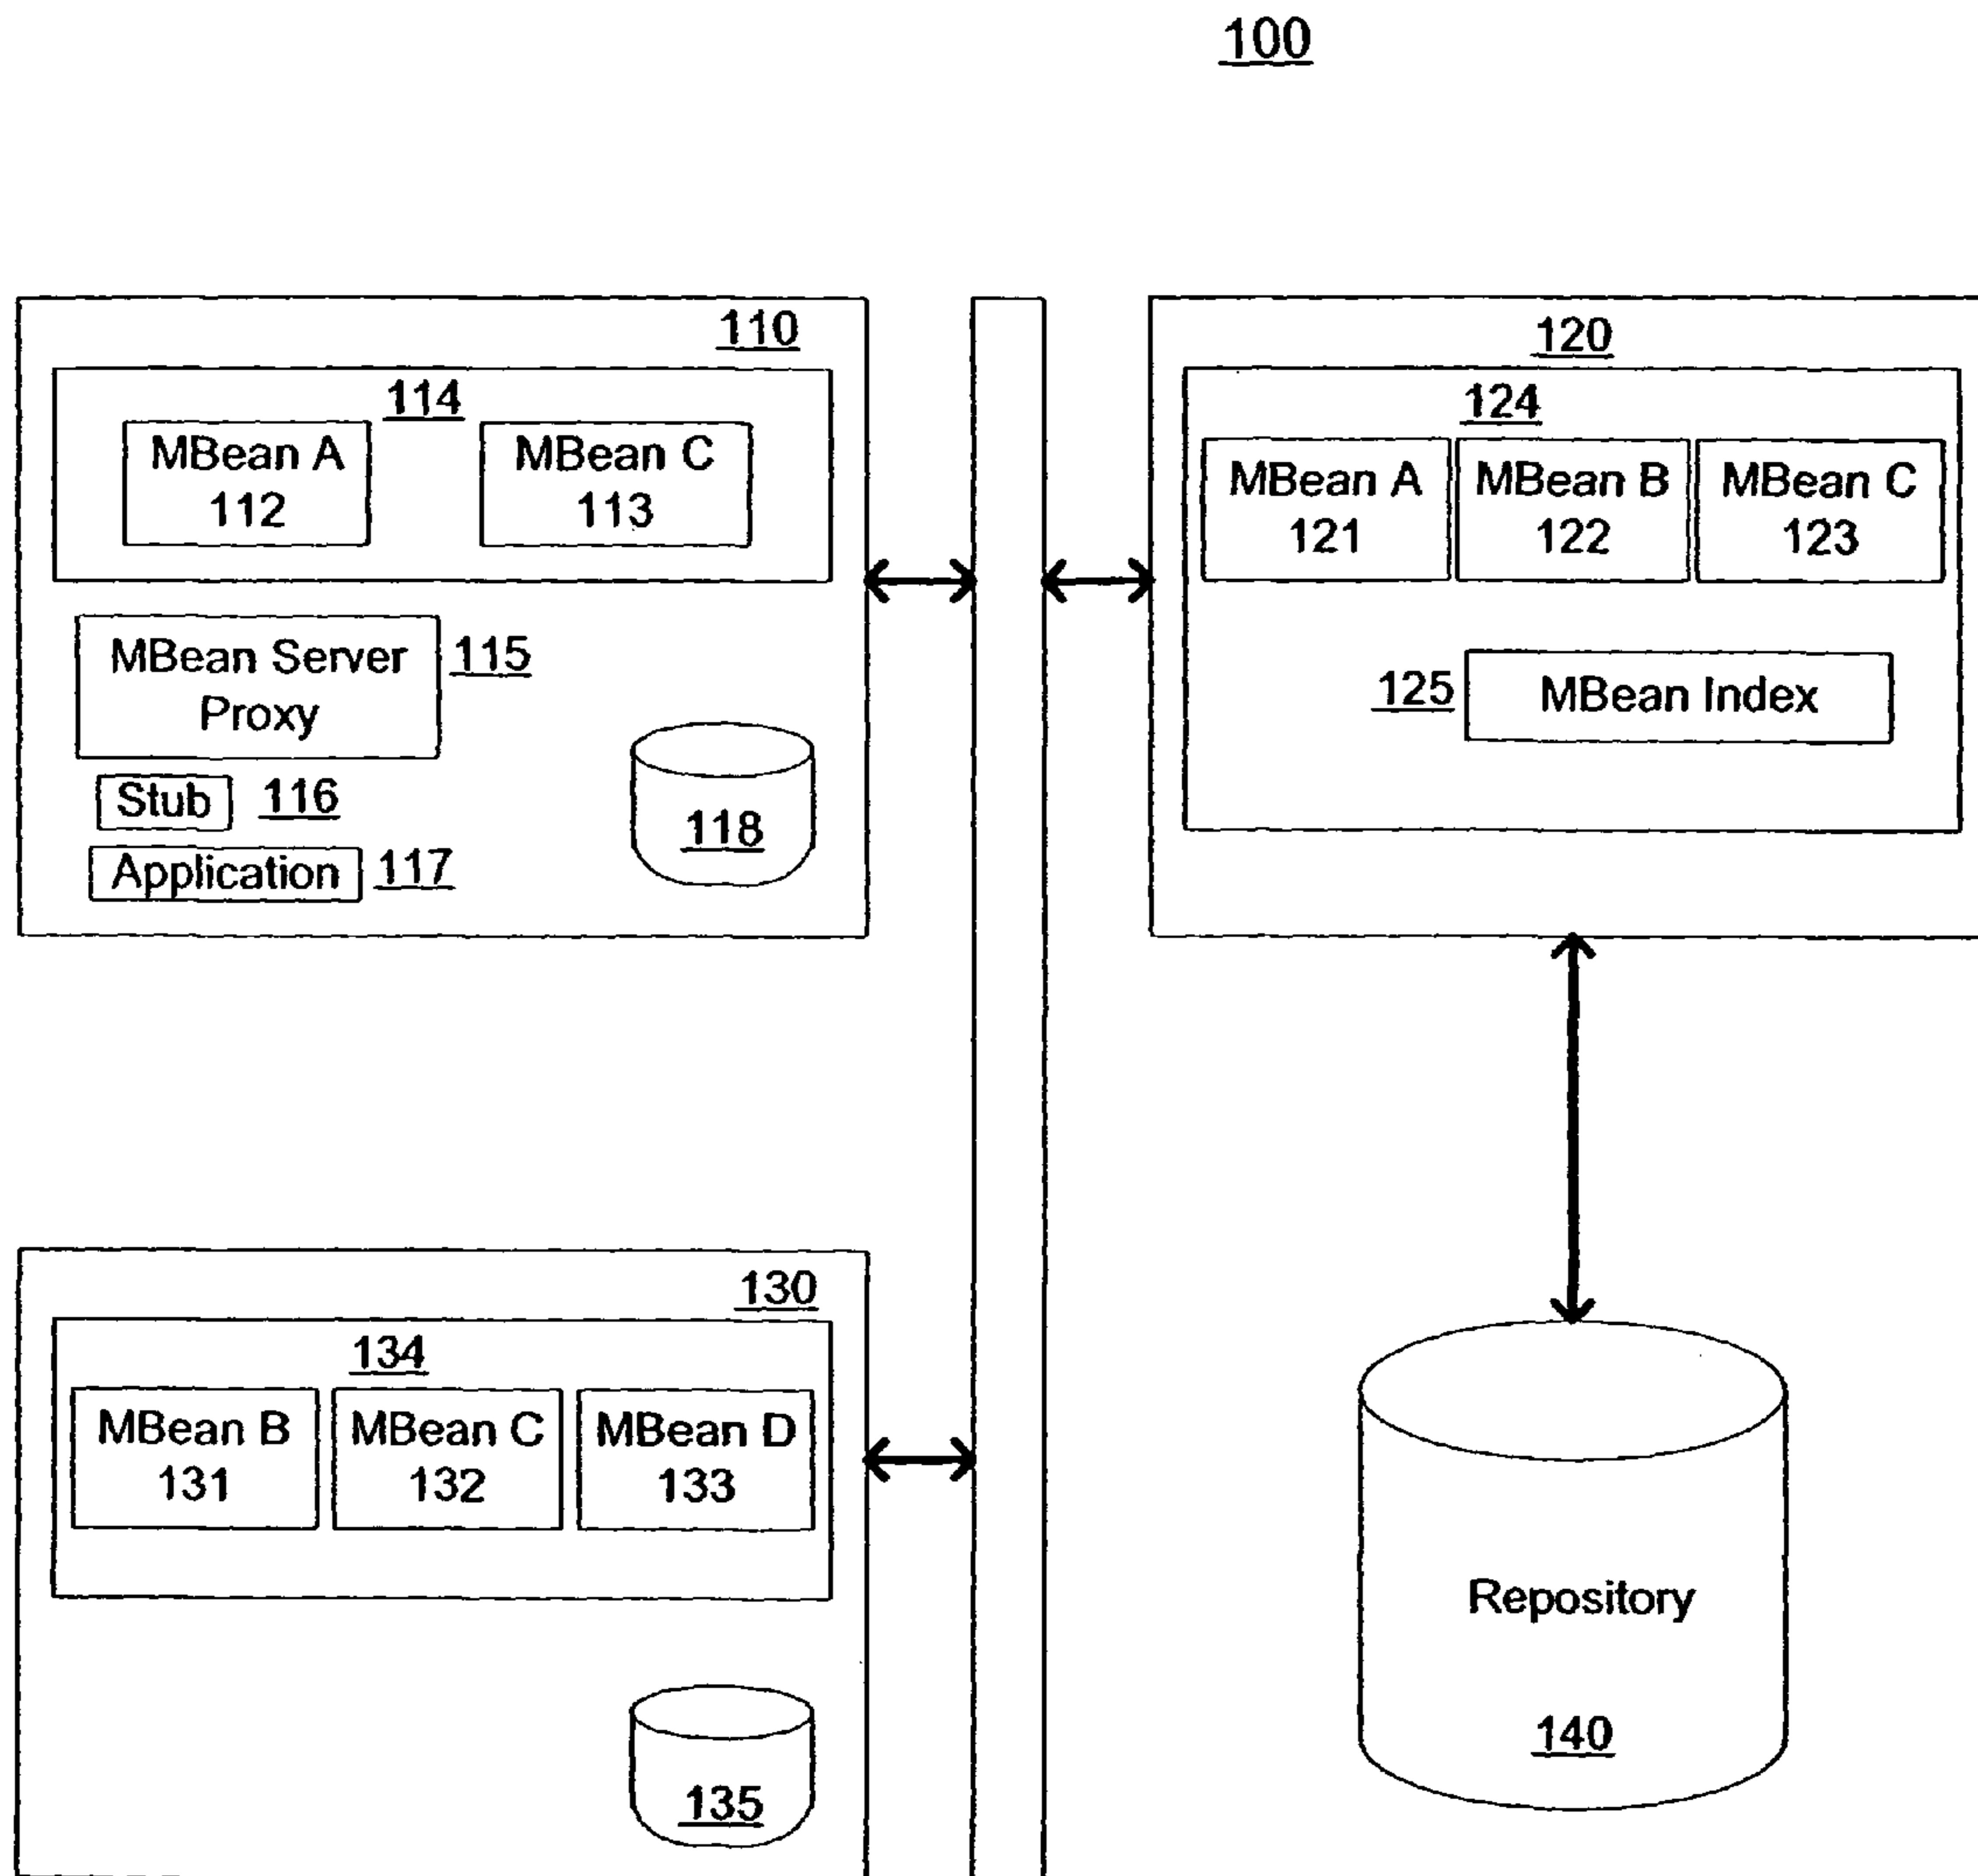 100
110
114
MBean A
112
MBean C
113
MBean Server
Proxy
115
Stub
116
Application
117
118
120
124
MBean A
121
MBean B
122
MBean C
123
125
MBean Index
130
134
MBean B
131
MBean C
132
MBean D
133
135
Repository
140